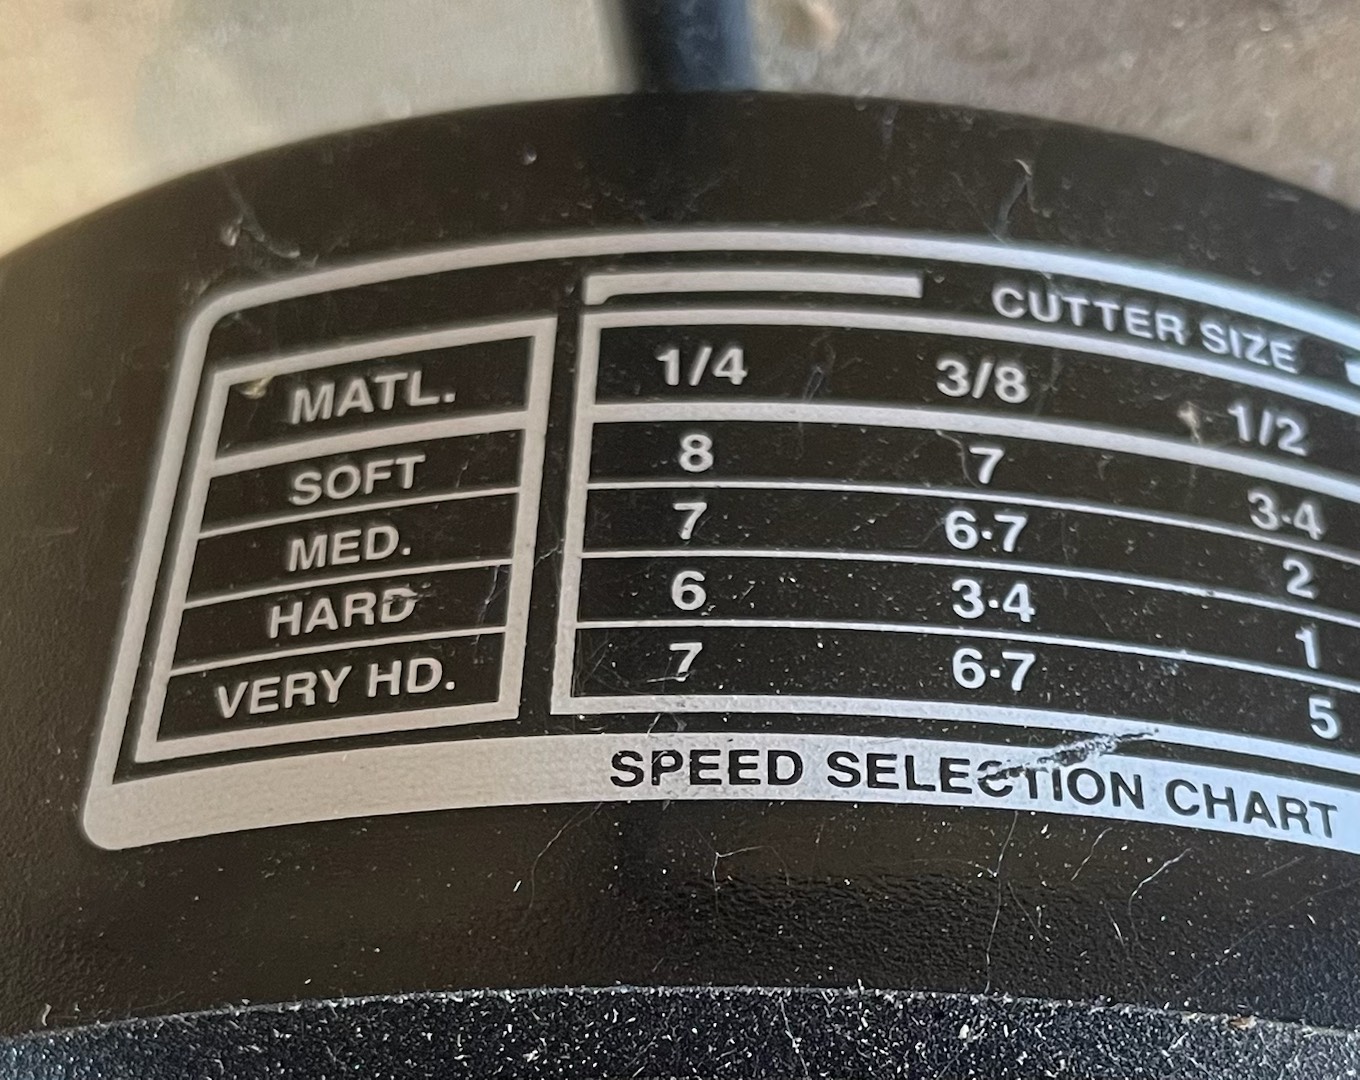 CUTTER SIZE
MATL. 1/4 3/8 1/2
SOFT 8 7 3·4
MED. 7 6·7 2
HARD 6 3·4 1
VERY HD. 7 6·7 5
SPEED SELECTION CHART